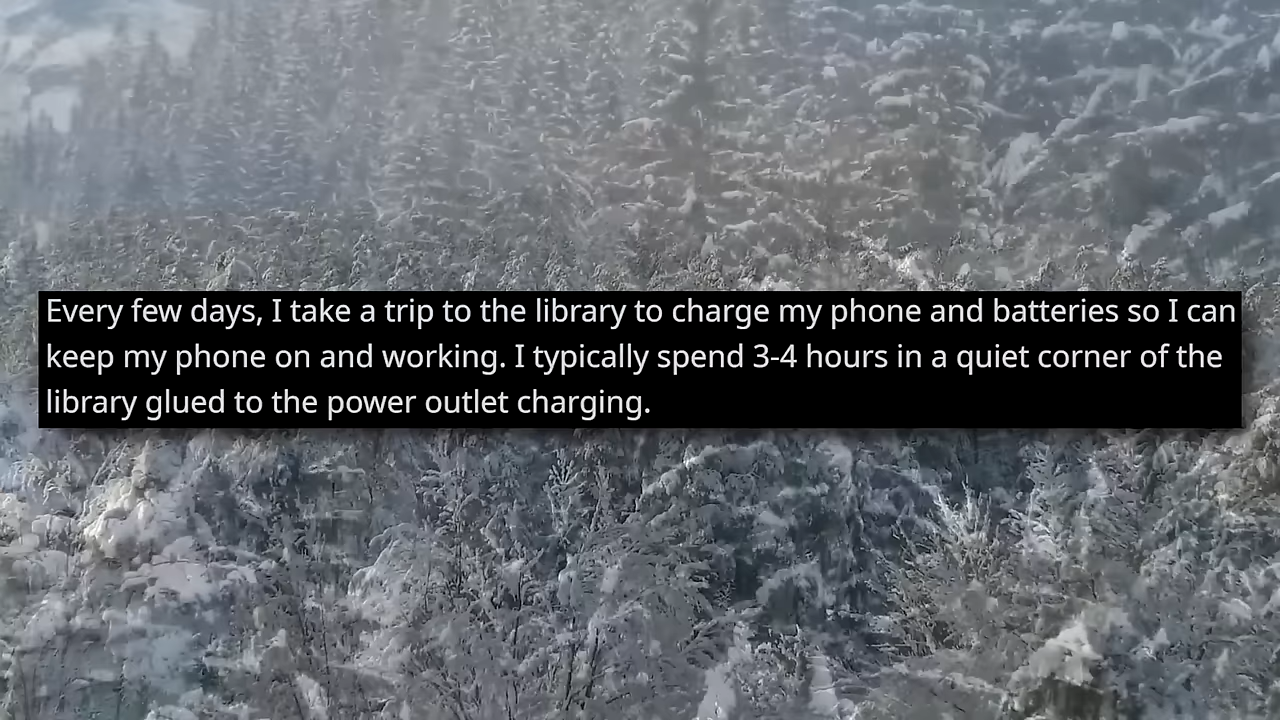 Every few days, I take a trip to the library to charge my phone and batteries so I can
keep my phone on and working. I typically spend 3-4 hours in a quiet corner of the
library glued to the power outlet charging.